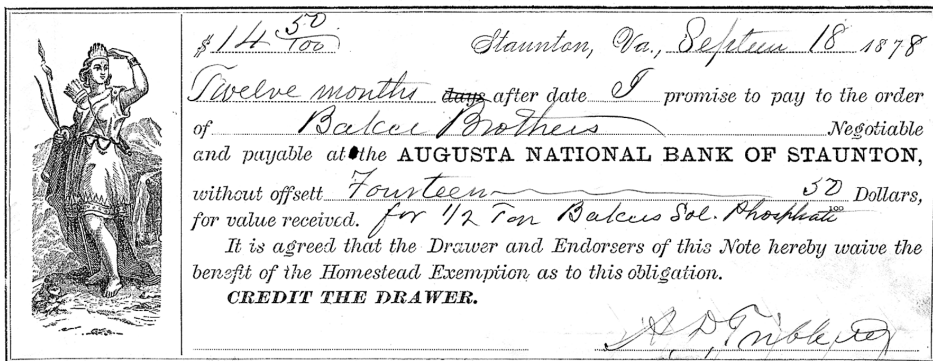 $ 14 50/100 Staunton, Va., Septem 18 1878
Twelve months days after date I promise to pay to the order
of Baker Brothers Negotiable
and payable at the AUGUSTA NATIONAL BANK OF STAUNTON,
without offsett Fourteen 50 Dollars,
100
for value received. for 1/2 Ton Bakers Sol. Phosphate
It is agreed that the Drawer and Endorsers of this Note hereby waive the
benefit of the Homestead Exemption as to this obligation.
CREDIT THE DRAWER.
A. D.